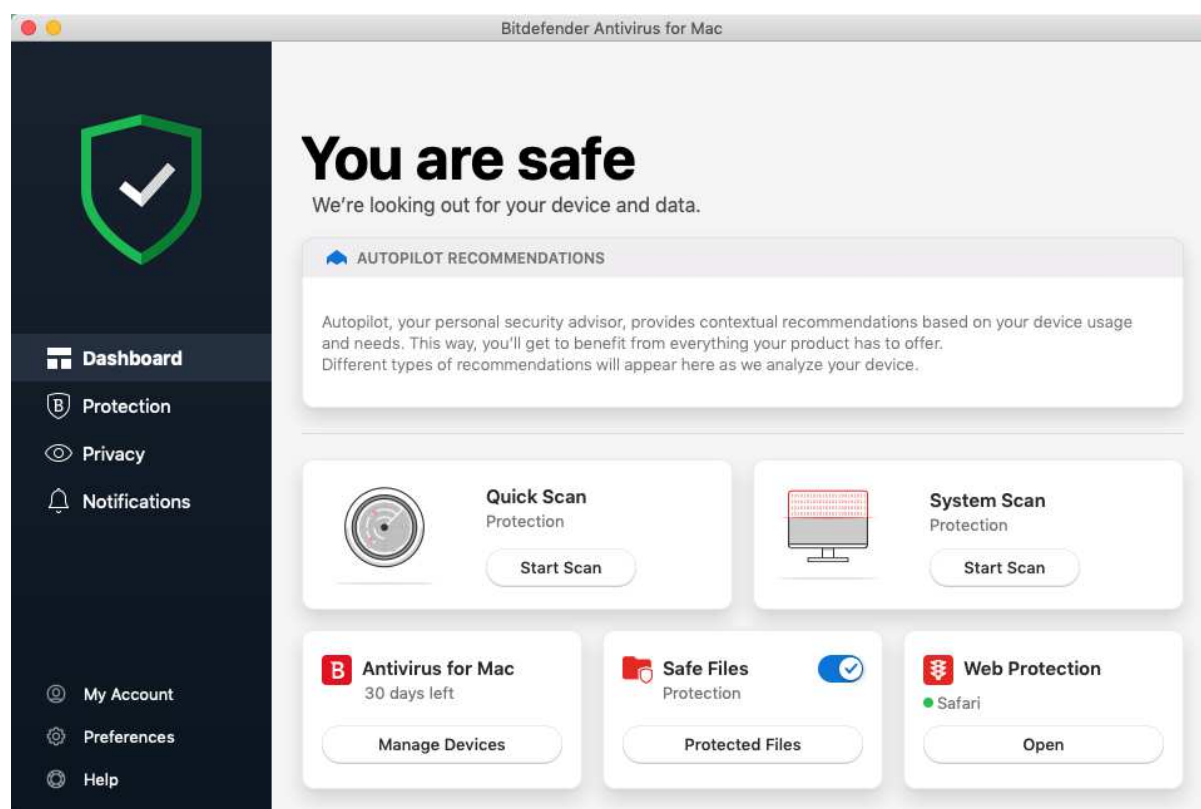 Bitdefender Antivirus for Mac
You are safe
We're looking out for your device and data.
AUTOPILOT RECOMMENDATIONS
Autopilot, your personal security advisor, provides contextual recommendations based on your device usage
and needs. This way, you'll get to benefit from everything your product has to offer.
Different types of recommendations will appear here as we analyze your device.
Dashboard
B Protection
Privacy
Notifications
Quick Scan
Protection
Start Scan
System Scan
Protection
Start Scan
B Antivirus for Mac
30 days left
Manage Devices
Safe Files
Protection
Protected Files
Web Protection
Safari
Open
My Account
Preferences
Help